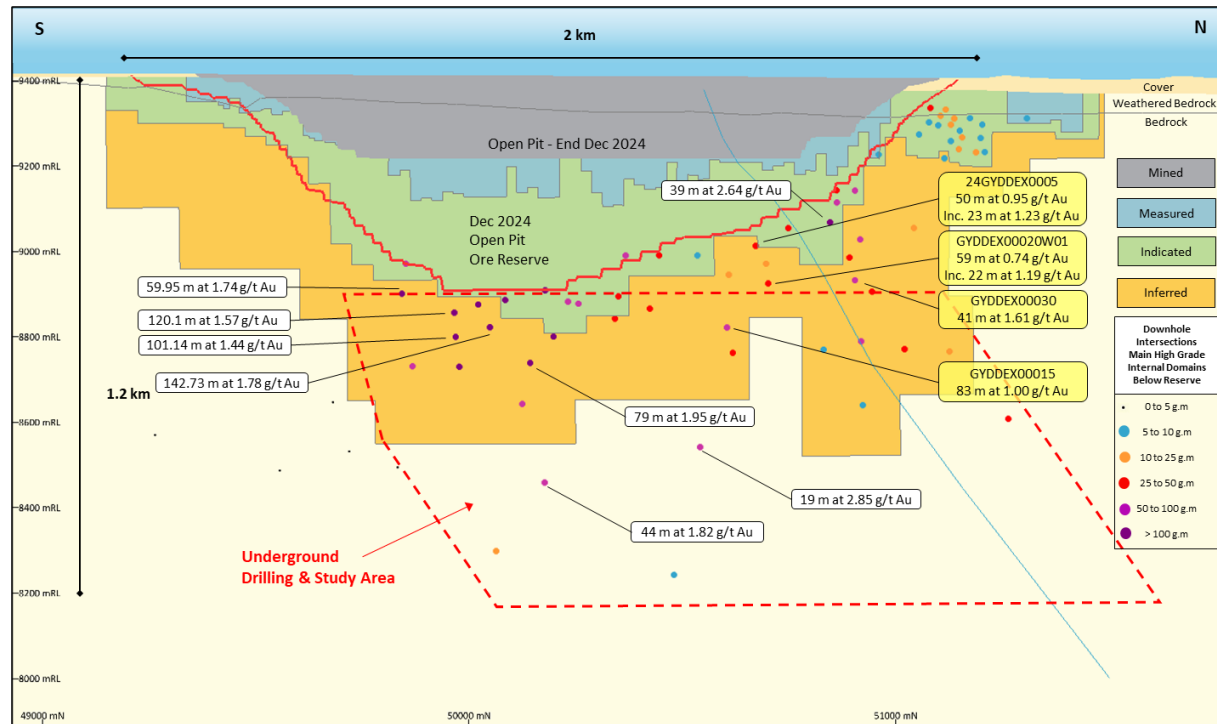 S
N
2 km
9400 mRL
9200 mRL
9000 mRL
8800 mRL
8600 mRL
8400 mRL
8200 mRL
8000 mRL
1.2 km
49000 mN
50000 mN
51000 mN
Open Pit - End Dec 2024
Dec 2024
Open Pit
Ore Reserve
39 m at 2.64 g/t Au
59.95 m at 1.74 g/t Au
120.1 m at 1.57 g/t Au
101.14 m at 1.44 g/t Au
142.73 m at 1.78 g/t Au
79 m at 1.95 g/t Au
19 m at 2.85 g/t Au
44 m at 1.82 g/t Au
24GYDDEX0005
50 m at 0.95 g/t Au
Inc. 23 m at 1.23 g/t Au
GYDDEX00020W01
59 m at 0.74 g/t Au
Inc. 22 m at 1.19 g/t Au
GYDDEX00030
41 m at 1.61 g/t Au
GYDDEX00015
83 m at 1.00 g/t Au
Underground
Drilling & Study Area
Cover
Weathered Bedrock
Bedrock
Mined
Measured
Indicated
Inferred
Downhole
Intersections
Main High Grade
Internal Domains
Below Reserve
0 to 5 g.m
5 to 10 g.m
10 to 25 g.m
25 to 50 g.m
50 to 100 g.m
> 100 g.m